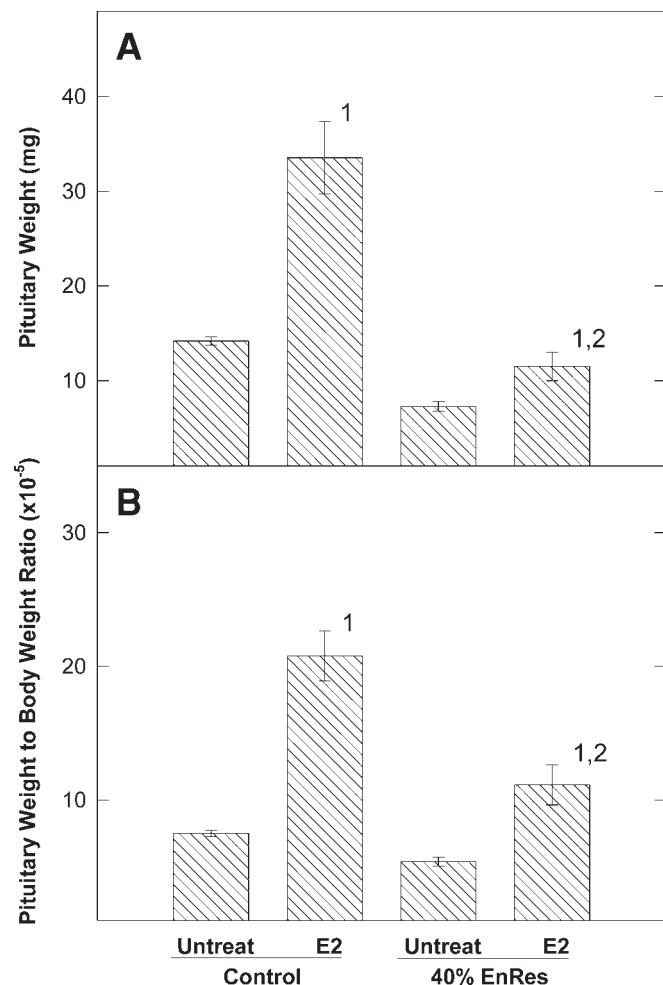 A
Pituitary Weight (mg)
40
30
20
10
1
1,2
B
Pituitary Weight to Body Weight Ratio (x10⁻⁵)
30
20
10
1
1,2
Untreat E2 Untreat E2
Control 40% EnRes